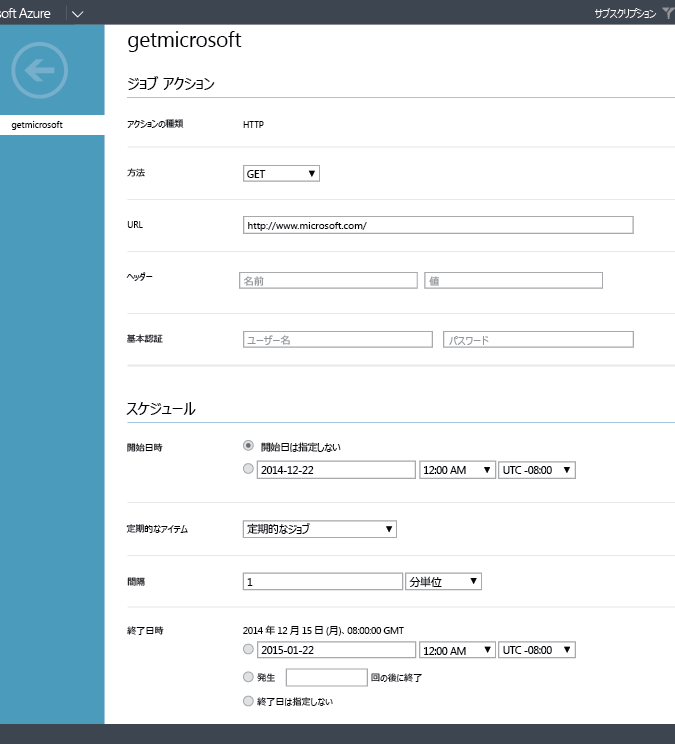 soft Azure サブスクリプション
getmicrosoft
ジョブ アクション
getmicrosoft
アクションの種類 HTTP
方法 GET
URL http://www.microsoft.com/
ヘッダー 名前 値
基本認証 ユーザー名 パスワード
スケジュール
開始日時 開始日は指定しない
2014-12-22 12:00 AM UTC -08:00
定期的なアイテム 定期的なジョブ
間隔 1 分単位
終了日時 2014 年 12 月 15 日 (月)、08:00:00 GMT
2015-01-22 12:00 AM UTC -08:00
発生 回の後に終了
終了日は指定しない